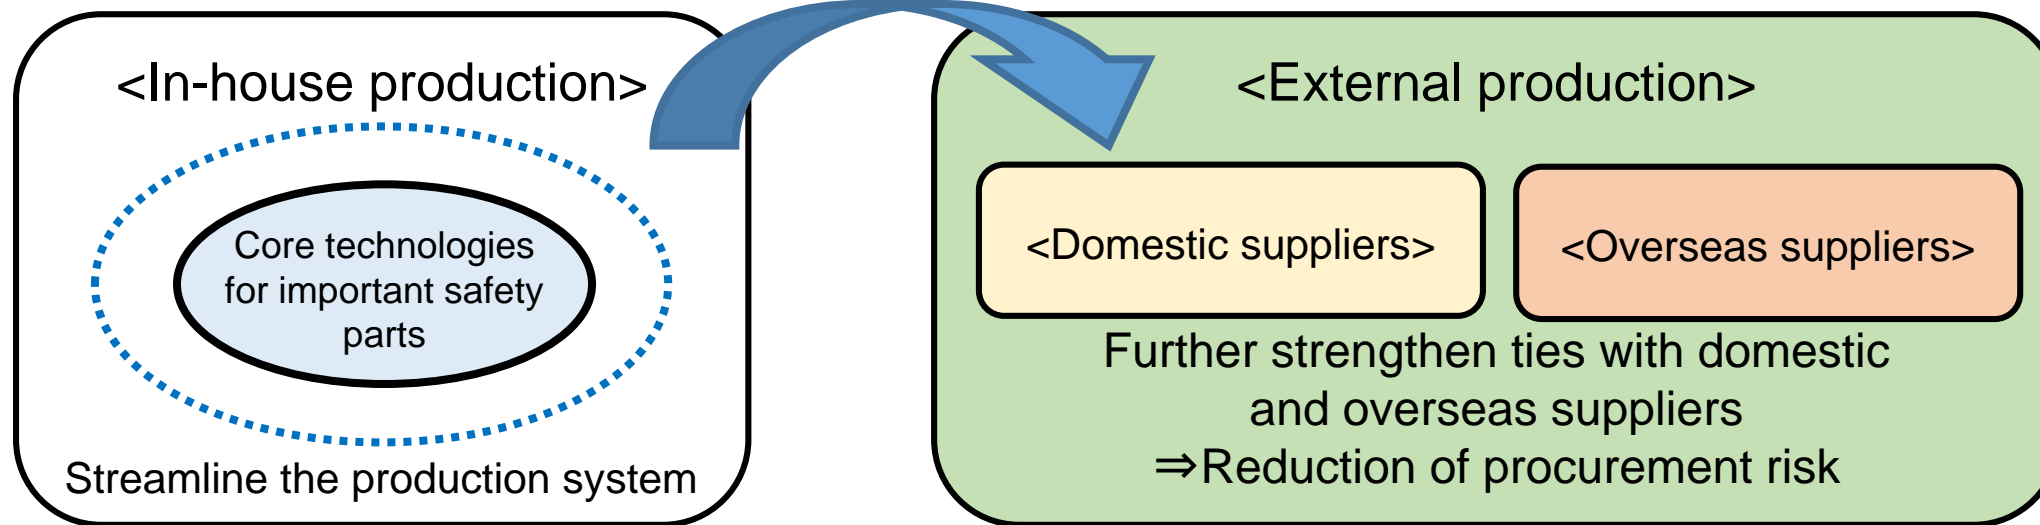 <In-house production>
Core technologies
for important safety
parts
Streamline the production system
<External production>
<Domestic suppliers>
<Overseas suppliers>
Further strengthen ties with domestic
and overseas suppliers
⇒Reduction of procurement risk